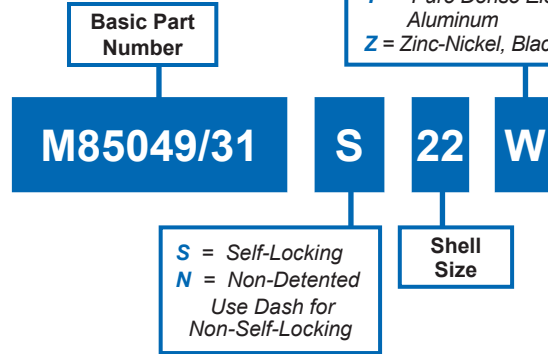 Aluminum
Z = Zinc-Nickel,
Basic Part
Number
M85049/31 S 22 W
S = Self-Locking
N = Non-Detented
Use Dash for
Non-Self-Locking
Shell
Size